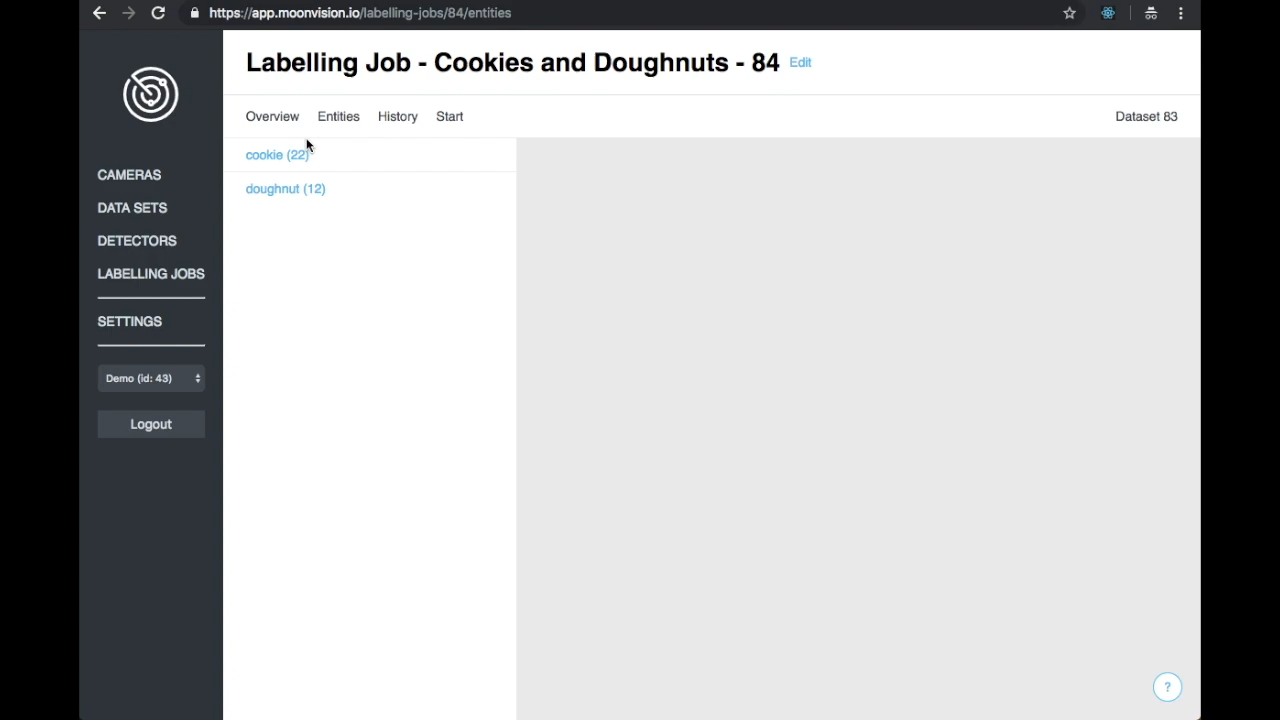 https://app.moonvision.io/labelling-jobs/84/entities
Labelling Job - Cookies and Doughnuts - 84 Edit
Overview Entities History Start Dataset 83
cookie (22)
doughnut (12)
CAMERAS
DATA SETS
DETECTORS
LABELLING JOBS
SETTINGS
Demo (id: 43)
Logout
?